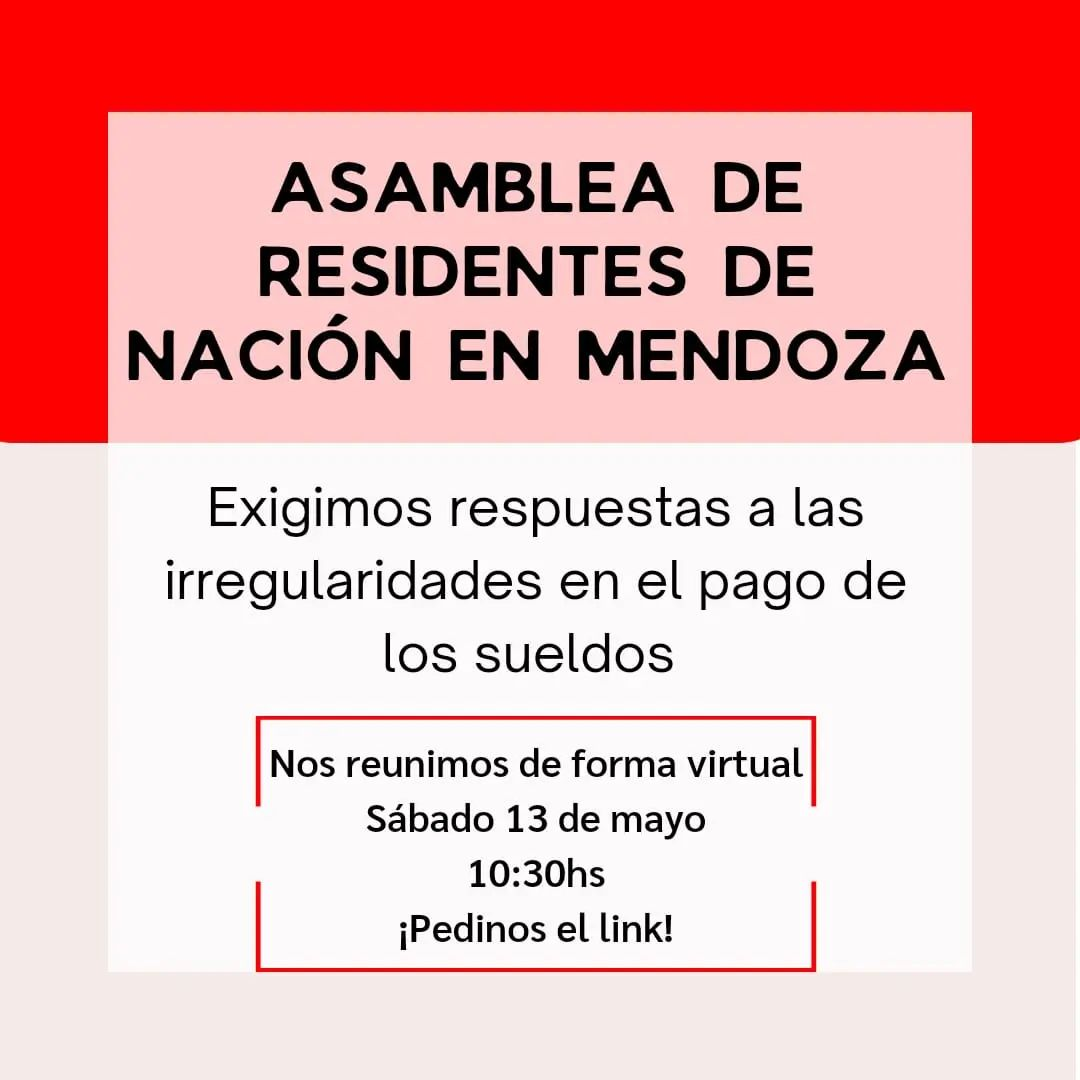 ASAMBLEA DE
RESIDENTES DE
NACIÓN EN MENDOZA
Exigimos respuestas a las
irregularidades en el pago de
los sueldos
Nos reunimos de forma virtual
Sábado 13 de mayo
10:30hs
¡Pedinos el link!